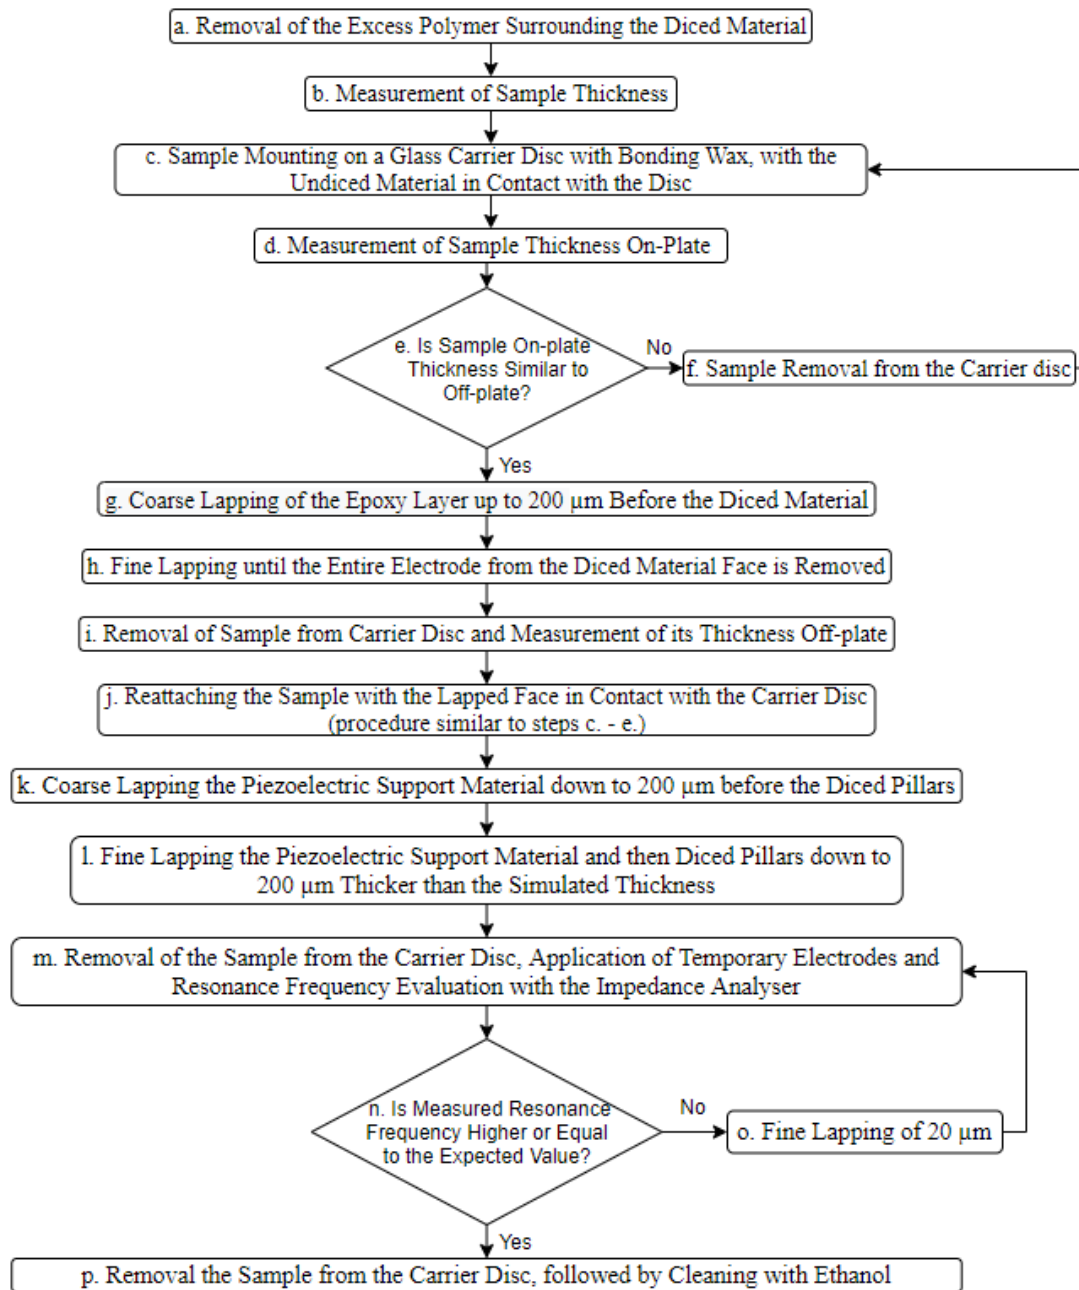 a. Removal of the Excess Polymer Surrounding the Diced Material
b. Measurement of Sample Thickness
c. Sample Mounting on a Glass Carrier Disc with Bonding Wax, with the
Undiced Material in Contact with the Disc
d. Measurement of Sample Thickness On-Plate
e. Is Sample On-plate
Thickness Similar to
Off-plate?
No
f. Sample Removal from the Carrier disc
Yes
g. Coarse Lapping of the Epoxy Layer up to 200 µm Before the Diced Material
h. Fine Lapping until the Entire Electrode from the Diced Material Face is Removed
i. Removal of Sample from Carrier Disc and Measurement of its Thickness Off-plate
j. Reattaching the Sample with the Lapped Face in Contact with the Carrier Disc
(procedure similar to steps c. - e.)
k. Coarse Lapping the Piezoelectric Support Material down to 200 µm before the Diced Pillars
l. Fine Lapping the Piezoelectric Support Material and then Diced Pillars down to
200 µm Thicker than the Simulated Thickness
m. Removal of the Sample from the Carrier Disc, Application of Temporary Electrodes and
Resonance Frequency Evaluation with the Impedance Analyser
n. Is Measured Resonance
Frequency Higher or Equal
to the Expected Value?
No
o. Fine Lapping of 20 µm
Yes
p. Removal the Sample from the Carrier Disc, followed by Cleaning with Ethanol